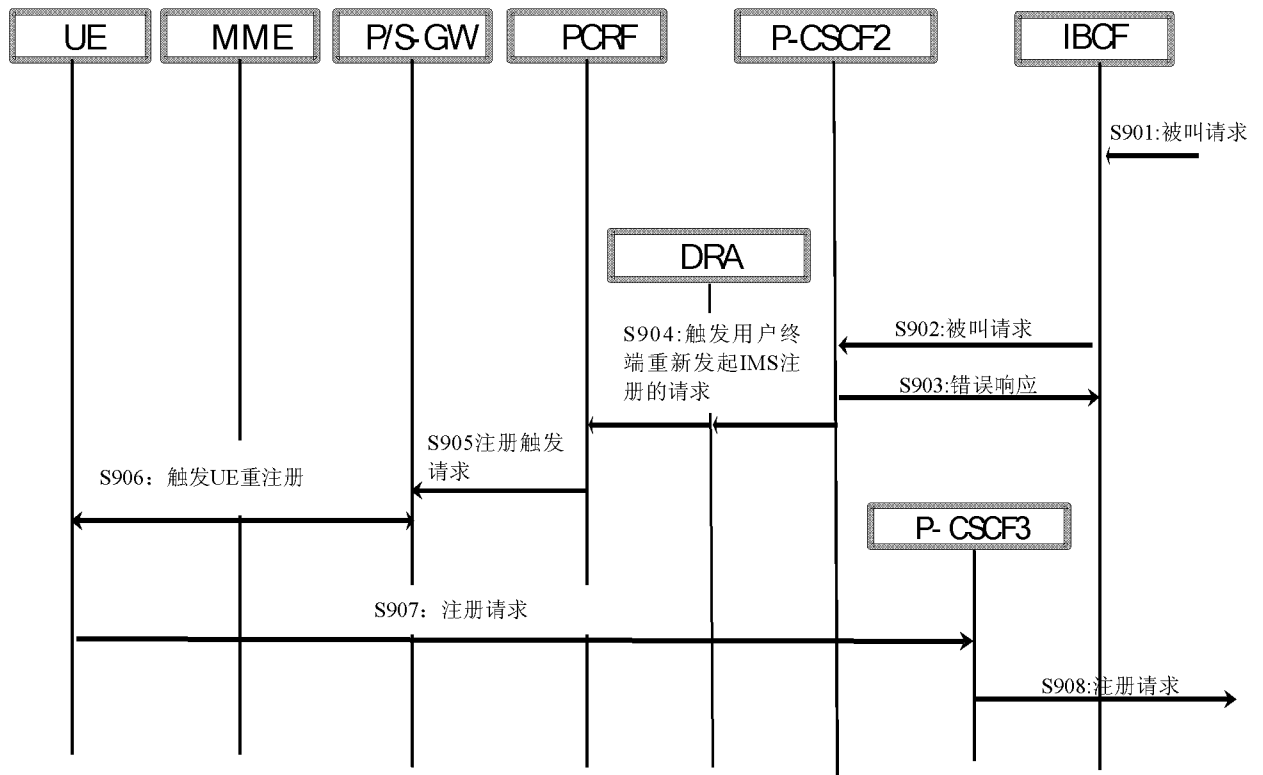 UE
MME
P/S-GW
PCRF
P-CSCF2
IBCF
S901:被叫请求
DRA
S902:被叫请求
S904:触发用户终
端重新发起IMS注
册的请求
S903:错误响应
S905注册触发
请求
S906：触发UE重注册
P- CSCF3
S907：注册请求
S908:注册请求